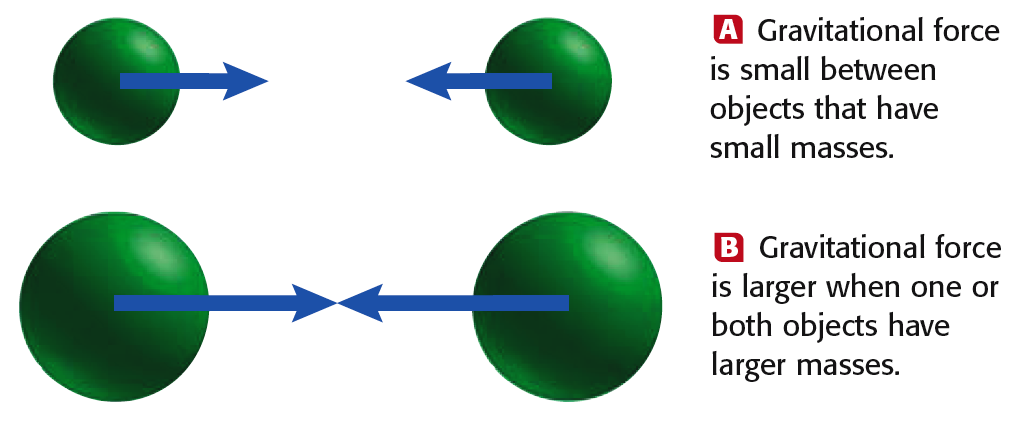 A Gravitational force
is small between
objects that have
small masses.
B Gravitational force
is larger when one or
both objects have
larger masses.